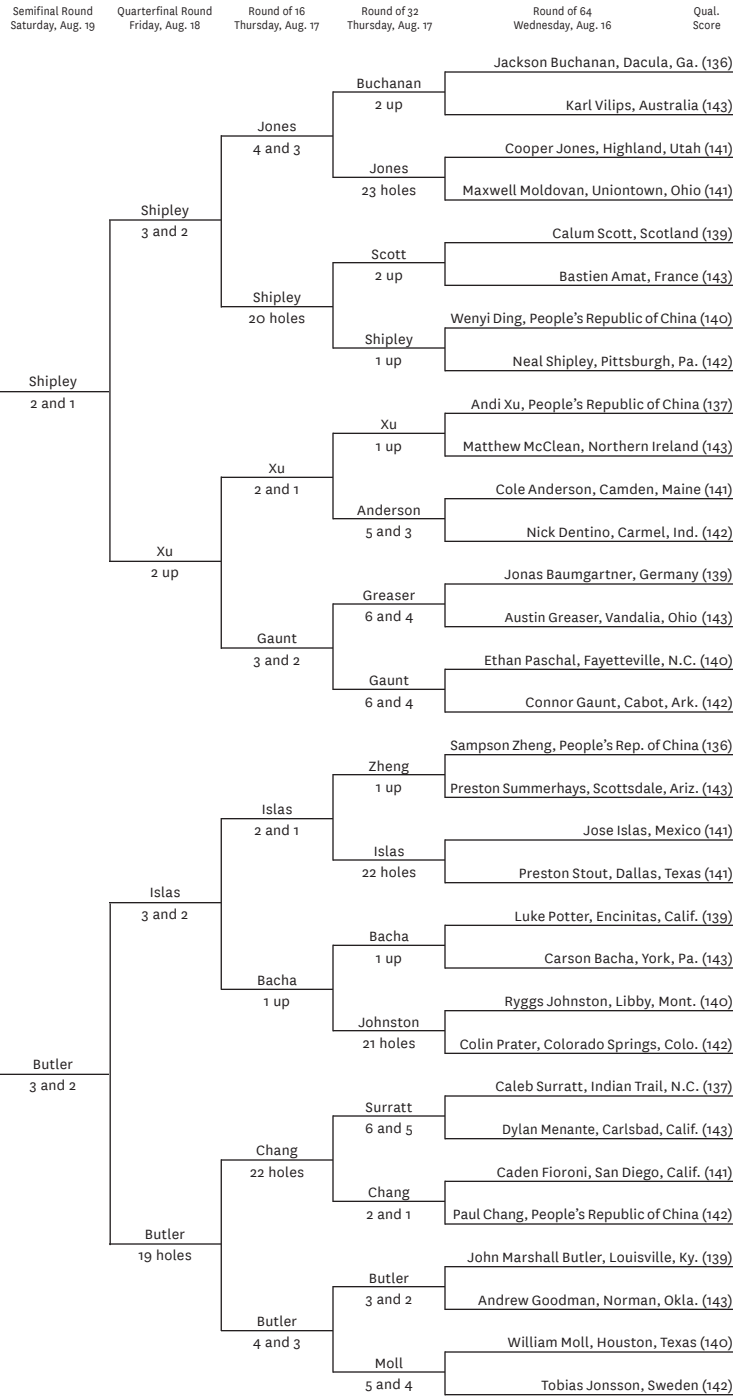 Semifinal Round
Saturday, Aug. 19
Quarterfinal Round
Friday, Aug. 18
Round of 16
Thursday, Aug. 17
Round of 32
Thursday, Aug. 17
Round of 64
Wednesday, Aug. 16
Qual.
Score
Jackson Buchanan, Dacula, Ga. (136)
Buchanan
2 up
Karl Vilips, Australia (143)
Jones
4 and 3
Cooper Jones, Highland, Utah (141)
Jones
23 holes
Maxwell Moldovan, Uniontown, Ohio (141)
Shipley
3 and 2
Calum Scott, Scotland (139)
Scott
2 up
Bastien Amat, France (143)
Shipley
20 holes
Wenyi Ding, People's Republic of China (140)
Shipley
1 up
Neal Shipley, Pittsburgh, Pa. (142)
Shipley
2 and 1
Andi Xu, People's Republic of China (137)
Xu
1 up
Matthew McClean, Northern Ireland (143)
Xu
2 and 1
Cole Anderson, Camden, Maine (141)
Anderson
5 and 3
Nick Dentino, Carmel, Ind. (142)
Xu
2 up
Jonas Baumgartner, Germany (139)
Greaser
6 and 4
Austin Greaser, Vandalia, Ohio (143)
Gaunt
3 and 2
Ethan Paschal, Fayetteville, N.C. (140)
Gaunt
6 and 4
Connor Gaunt, Cabot, Ark. (142)
Sampson Zheng, People's Rep. of China (136)
Zheng
1 up
Preston Summerhays, Scottsdale, Ariz. (143)
Islas
2 and 1
Jose Islas, Mexico (141)
Islas
22 holes
Preston Stout, Dallas, Texas (141)
Islas
3 and 2
Luke Potter, Encinitas, Calif. (139)
Bacha
1 up
Carson Bacha, York, Pa. (143)
Bacha
1 up
Ryggs Johnston, Libby, Mont. (140)
Johnston
21 holes
Colin Prater, Colorado Springs, Colo. (142)
Butler
3 and 2
Caleb Surratt, Indian Trail, N.C. (137)
Surratt
6 and 5
Dylan Menante, Carlsbad, Calif. (143)
Chang
22 holes
Caden Fioroni, San Diego, Calif. (141)
Chang
2 and 1
Paul Chang, People's Republic of China (142)
Butler
19 holes
John Marshall Butler, Louisville, Ky. (139)
Butler
3 and 2
Andrew Goodman, Norman, Okla. (143)
Butler
4 and 3
William Moll, Houston, Texas (140)
Moll
5 and 4
Tobias Jonsson, Sweden (142)